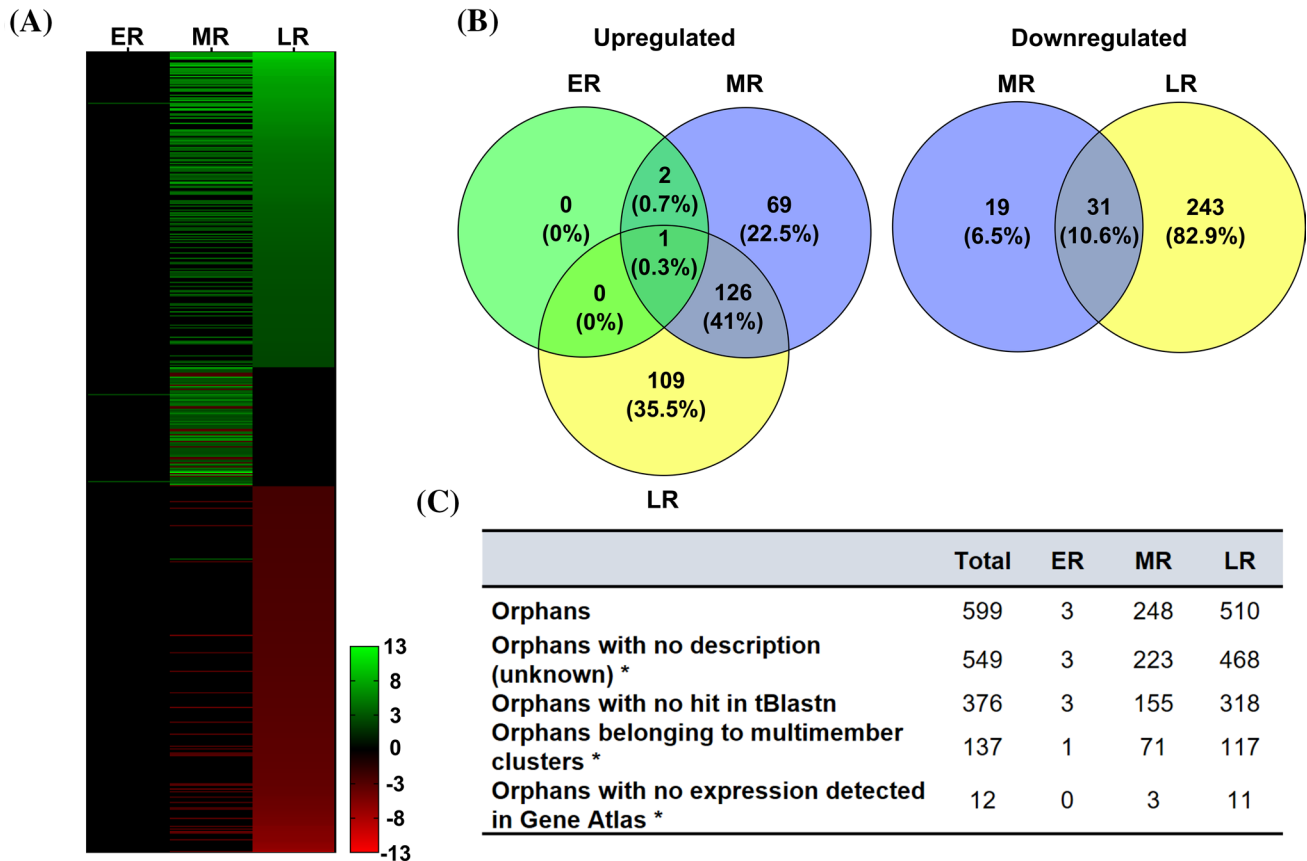 (A)
ER MR LR
13
8
3
0
-3
-8
-13
(B)
Upregulated
ER MR
2
(0.7%)
0
(0%)
69
(22.5%)
1
(0.3%)
0
(0%)
126
(41%)
109
(35.5%)
LR
Downregulated
MR LR
19
(6.5%)
31
(10.6%)
243
(82.9%)
(C)
Total ER MR LR
Orphans 599 3 248 510
Orphans with no description
(unknown) * 549 3 223 468
Orphans with no hit in tBlastn 376 3 155 318
Orphans belonging to multimember
clusters * 137 1 71 117
Orphans with no expression detected
in Gene Atlas * 12 0 3 11